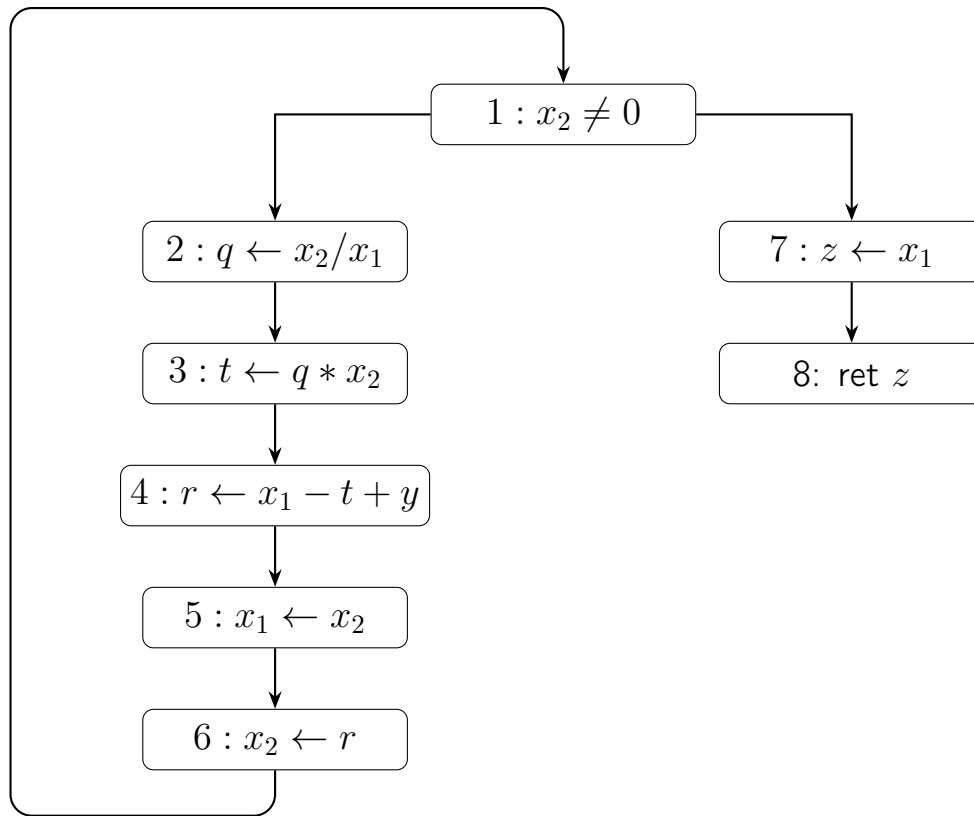 1 : x₂ ≠ 0
2 : q ← x₂/x₁
7 : z ← x₁
3 : t ← q ∗ x₂
8: ret z
4 : r ← x₁ − t + y
5 : x₁ ← x₂
6 : x₂ ← r